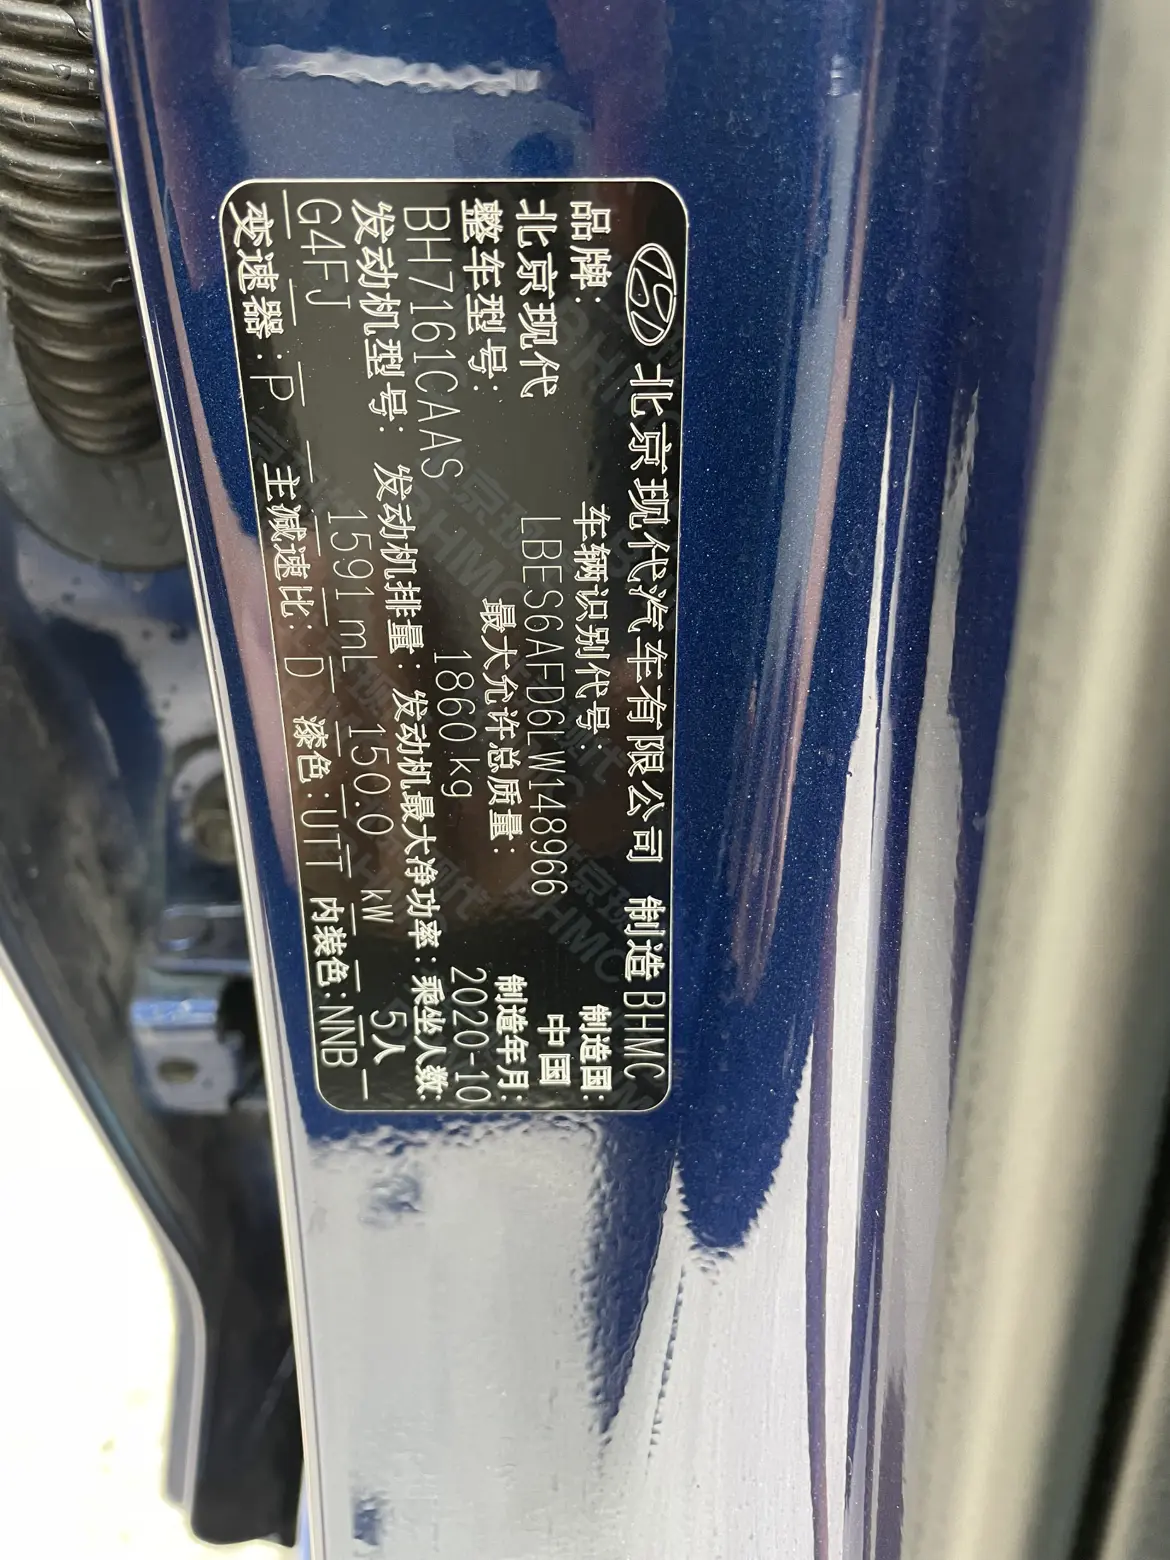 北京现代汽车有限公司 制造 BHMC
品牌: 车辆识别代号: 制造国:
北京现代 LBES6AFD6LW148966 中国
整车型号: 最大允许总质量: 制造年月:
BH7161CAAS 1860 kg 2020-10
发动机型号: 发动机排量: 发动机最大净功率: 乘坐人数:
G4FJ 1591 mL 150.0 kW 5人
变速器: P 主减速比: D 漆色: UTT 内装色: NNB